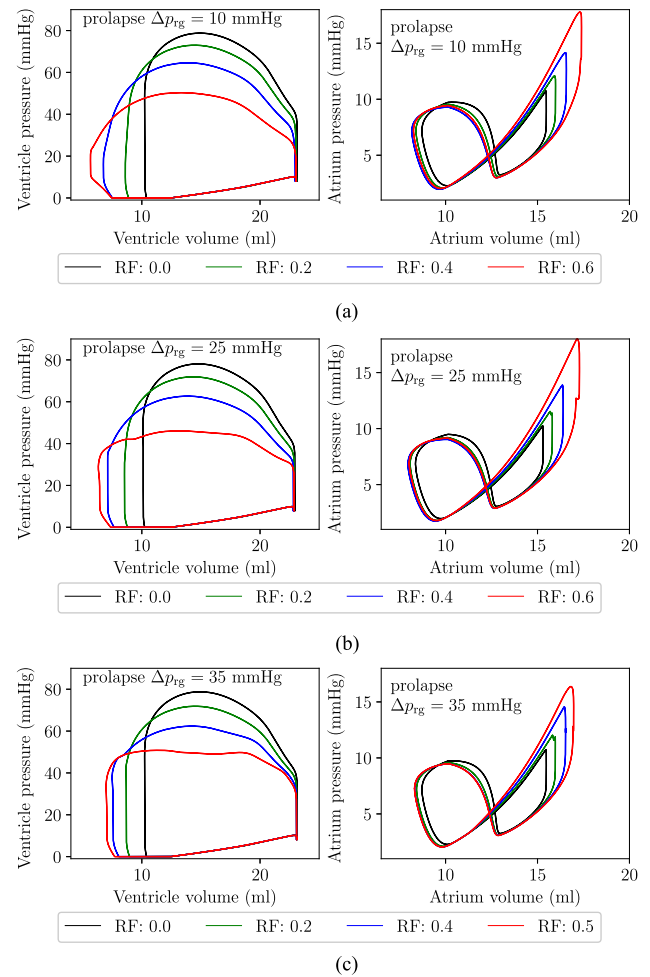 prolapse Δp_rg = 10 mmHg
Ventricle pressure (mmHg)
80
60
40
20
0
10
20
Ventricle volume (ml)
prolapse
Δp_rg = 10 mmHg
Atrium pressure (mmHg)
15
10
5
10
15
20
Atrium volume (ml)
RF: 0.0 RF: 0.2 RF: 0.4 RF: 0.6
(a)
prolapse Δp_rg = 25 mmHg
Ventricle pressure (mmHg)
80
60
40
20
0
10
20
Ventricle volume (ml)
prolapse
Δp_rg = 25 mmHg
Atrium pressure (mmHg)
15
10
5
10
15
20
Atrium volume (ml)
RF: 0.0 RF: 0.2 RF: 0.4 RF: 0.6
(b)
prolapse Δp_rg = 35 mmHg
Ventricle pressure (mmHg)
80
60
40
20
0
10
20
Ventricle volume (ml)
prolapse
Δp_rg = 35 mmHg
Atrium pressure (mmHg)
15
10
5
10
15
20
Atrium volume (ml)
RF: 0.0 RF: 0.2 RF: 0.4 RF: 0.5
(c)